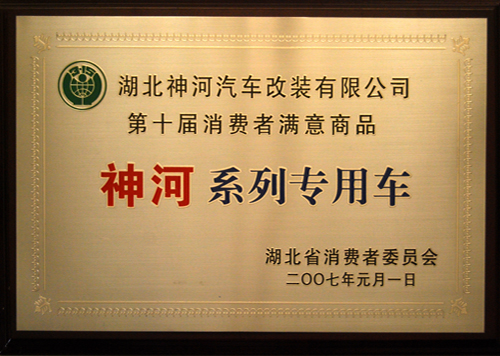 湖北神河汽车改装有限公司
第十届消费者满意商品
神河 系列专用车
湖北省消费者委员会
二〇〇七年元月一日